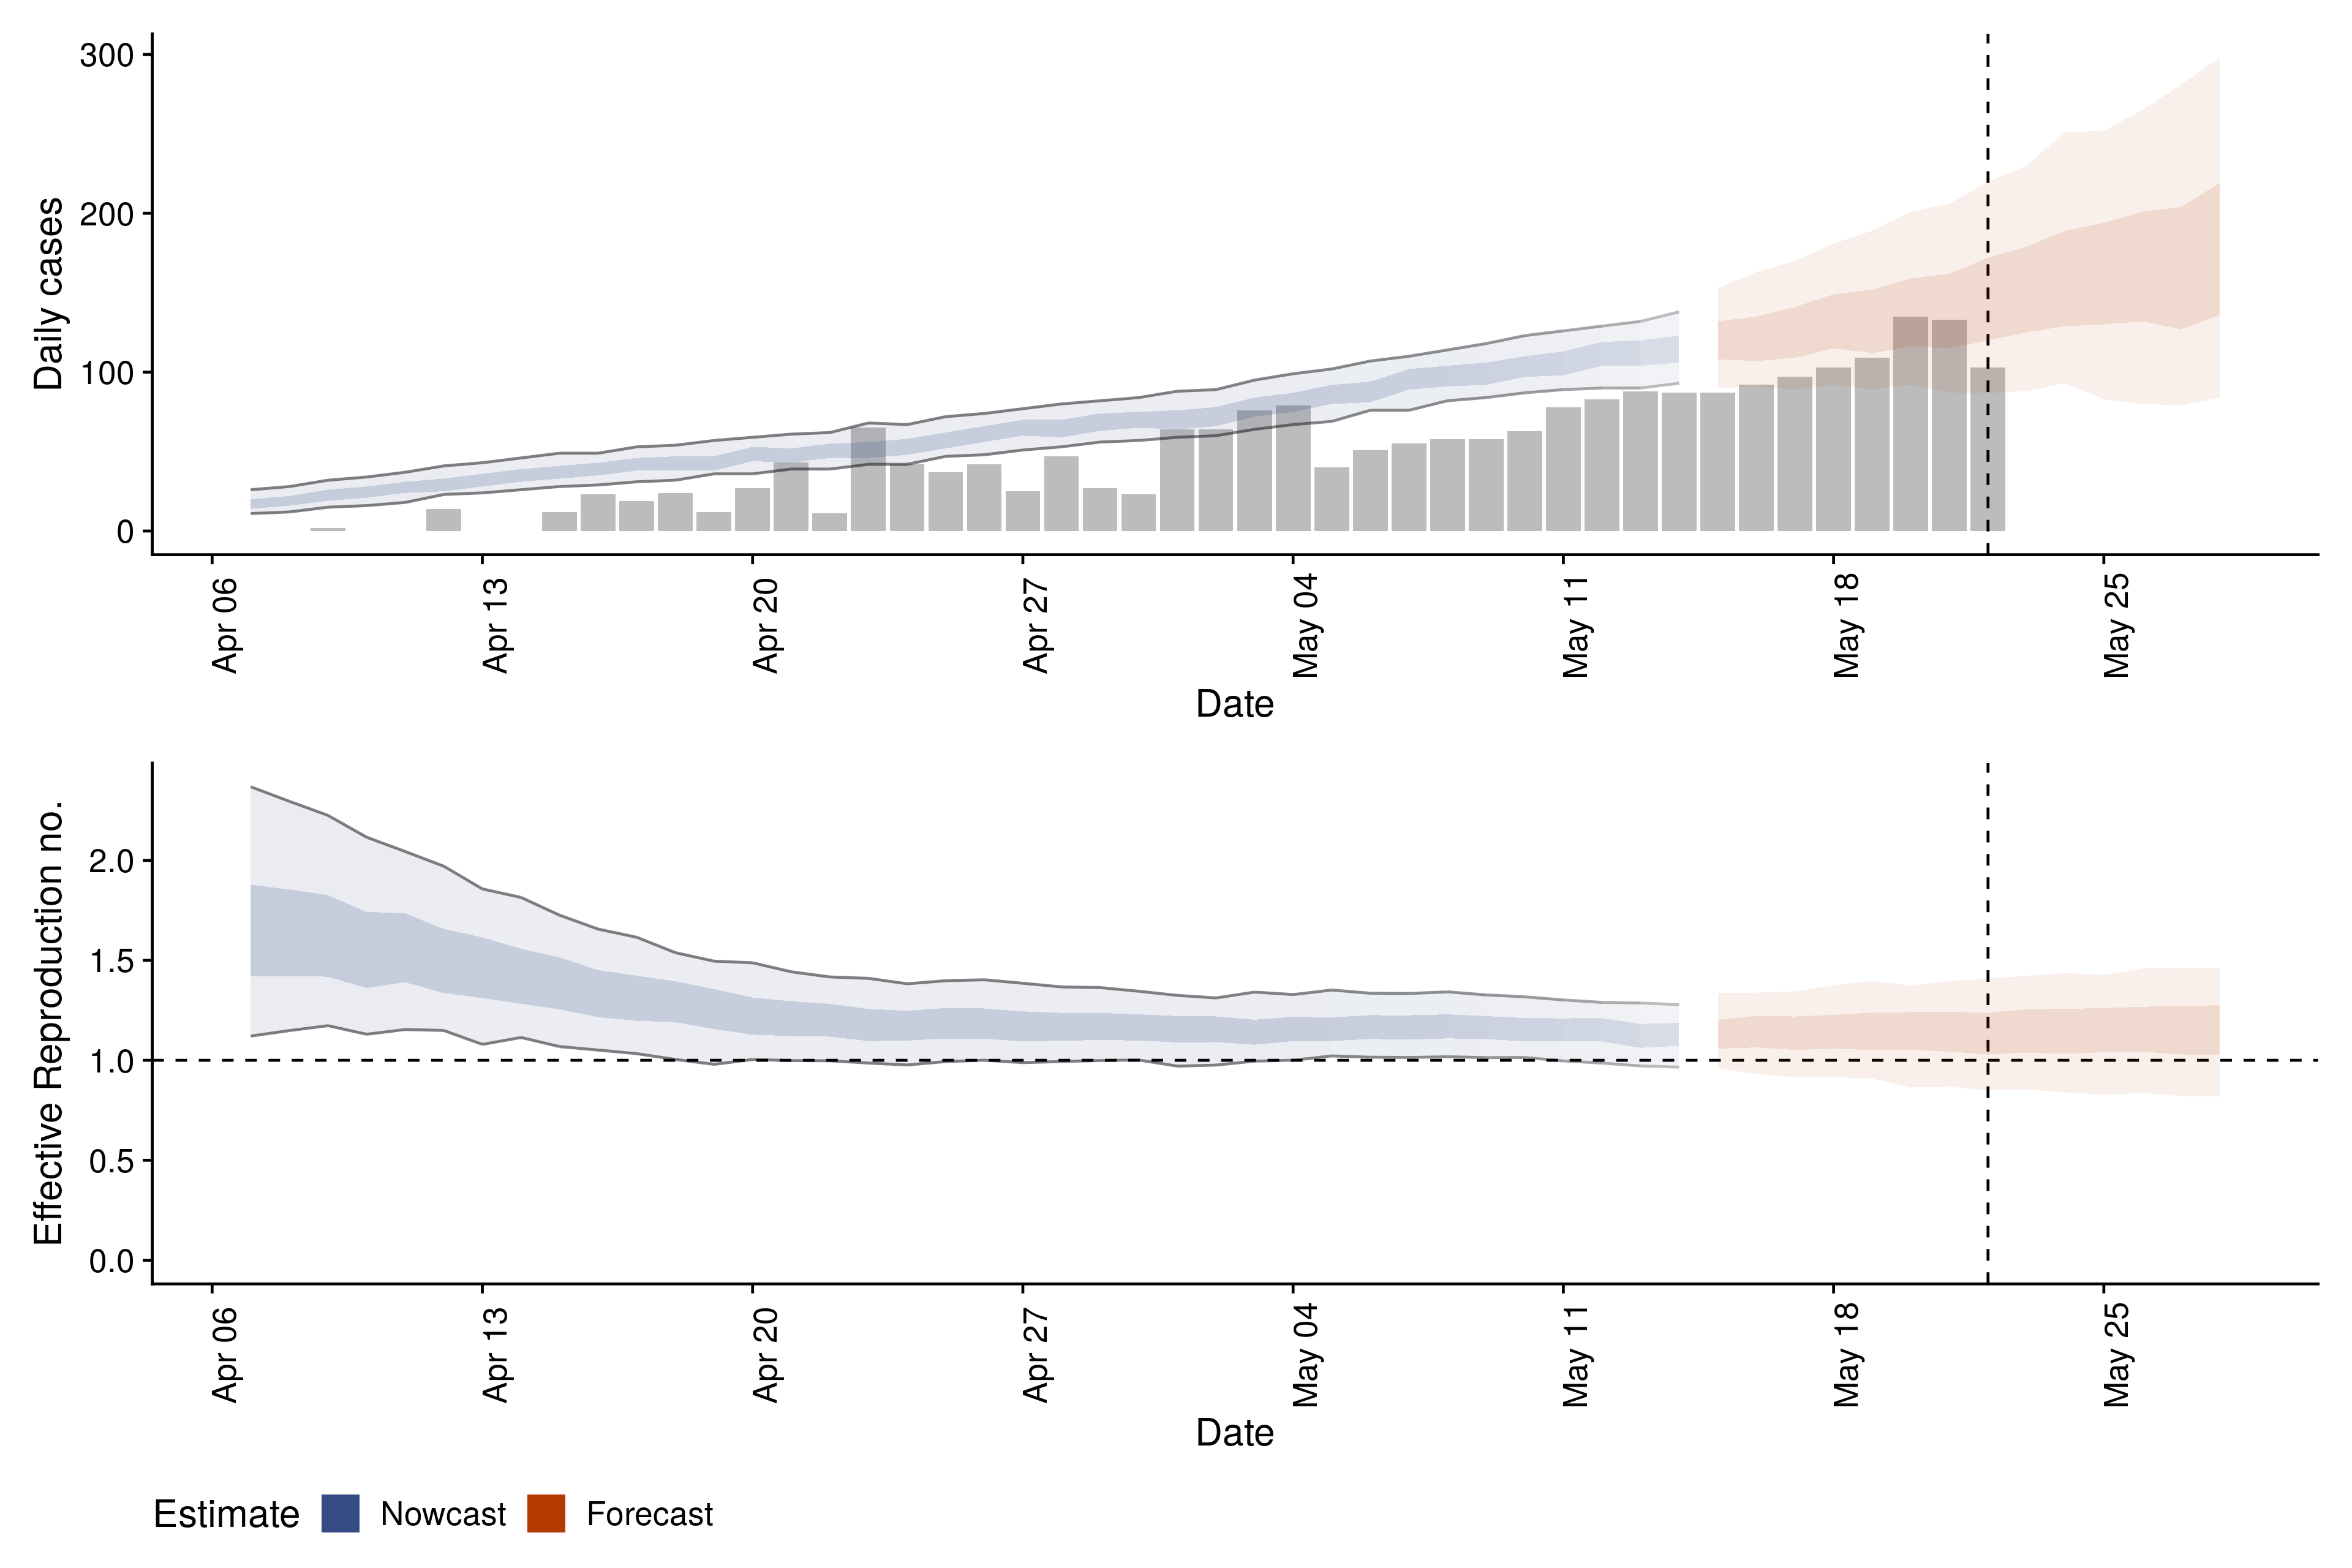 Daily cases
300
200
100
0
Apr 06
Apr 13
Apr 20
Apr 27
May 04
May 11
May 18
May 25
Date
Effective Reproduction no.
2.0
1.5
1.0
0.5
0.0
Apr 06
Apr 13
Apr 20
Apr 27
May 04
May 11
May 18
May 25
Date
Estimate Nowcast Forecast